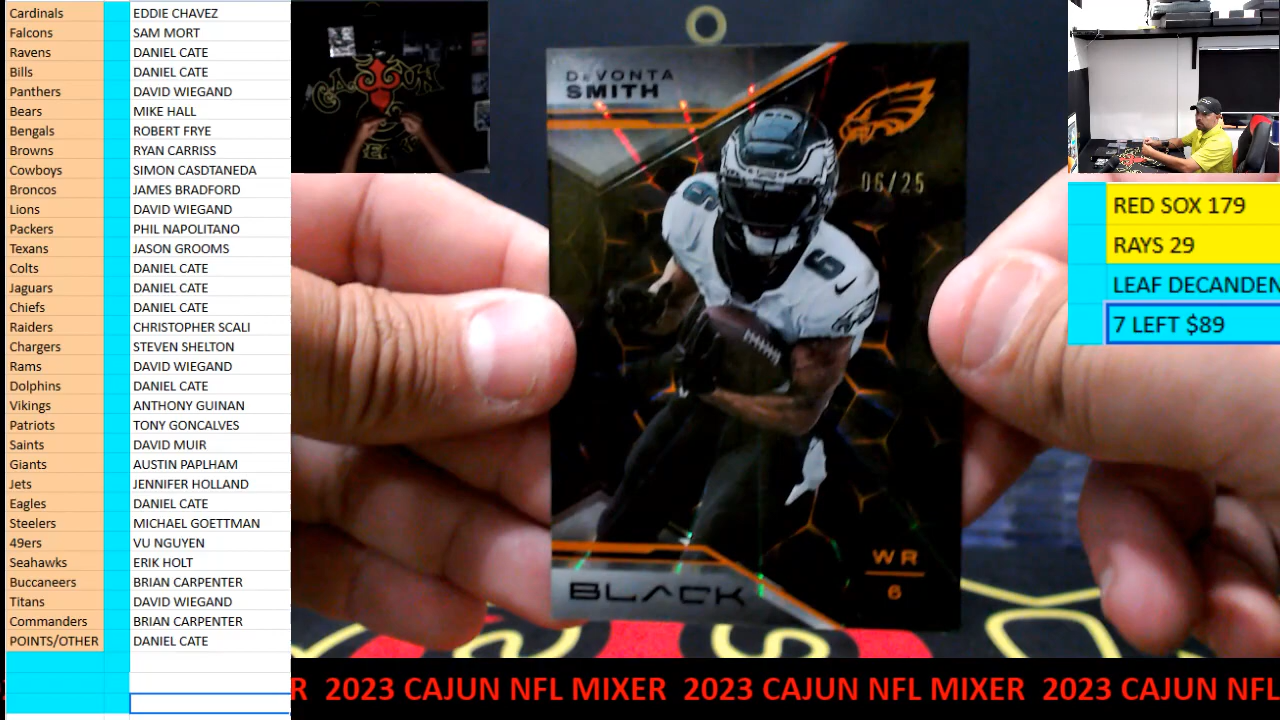 Cardinals EDDIE CHAVEZ
Falcons SAM MORT
Ravens DANIEL CATE
Bills DANIEL CATE
Panthers DAVID WIEGAND
Bears MIKE HALL
Bengals ROBERT FRYE
Browns RYAN CARRISS
Cowboys SIMON CASDTANEDA
Broncos JAMES BRADFORD
Lions DAVID WIEGAND
Packers PHIL NAPOLITANO
Texans JASON GROOMS
Colts DANIEL CATE
Jaguars DANIEL CATE
Chiefs DANIEL CATE
Raiders CHRISTOPHER SCALI
Chargers STEVEN SHELTON
Rams DAVID WIEGAND
Dolphins DANIEL CATE
Vikings ANTHONY GUINAN
Patriots TONY GONCALVES
Saints DAVID MUIR
Giants AUSTIN PAPLHAM
Jets JENNIFER HOLLAND
Eagles DANIEL CATE
Steelers MICHAEL GOETTMAN
49ers VU NGUYEN
Seahawks ERIK HOLT
Buccaneers BRIAN CARPENTER
Titans DAVID WIEGAND
Commanders BRIAN CARPENTER
POINTS/OTHER DANIEL CATE
DeVONTA
SMITH
06/25
6
6
WR
6
BLACK
RED SOX 179
RAYS 29
LEAF DECANDEN
7 LEFT $89
R 2023 CAJUN NFL MIXER 2023 CAJUN NFL MIXER 2023 CAJUN NFL